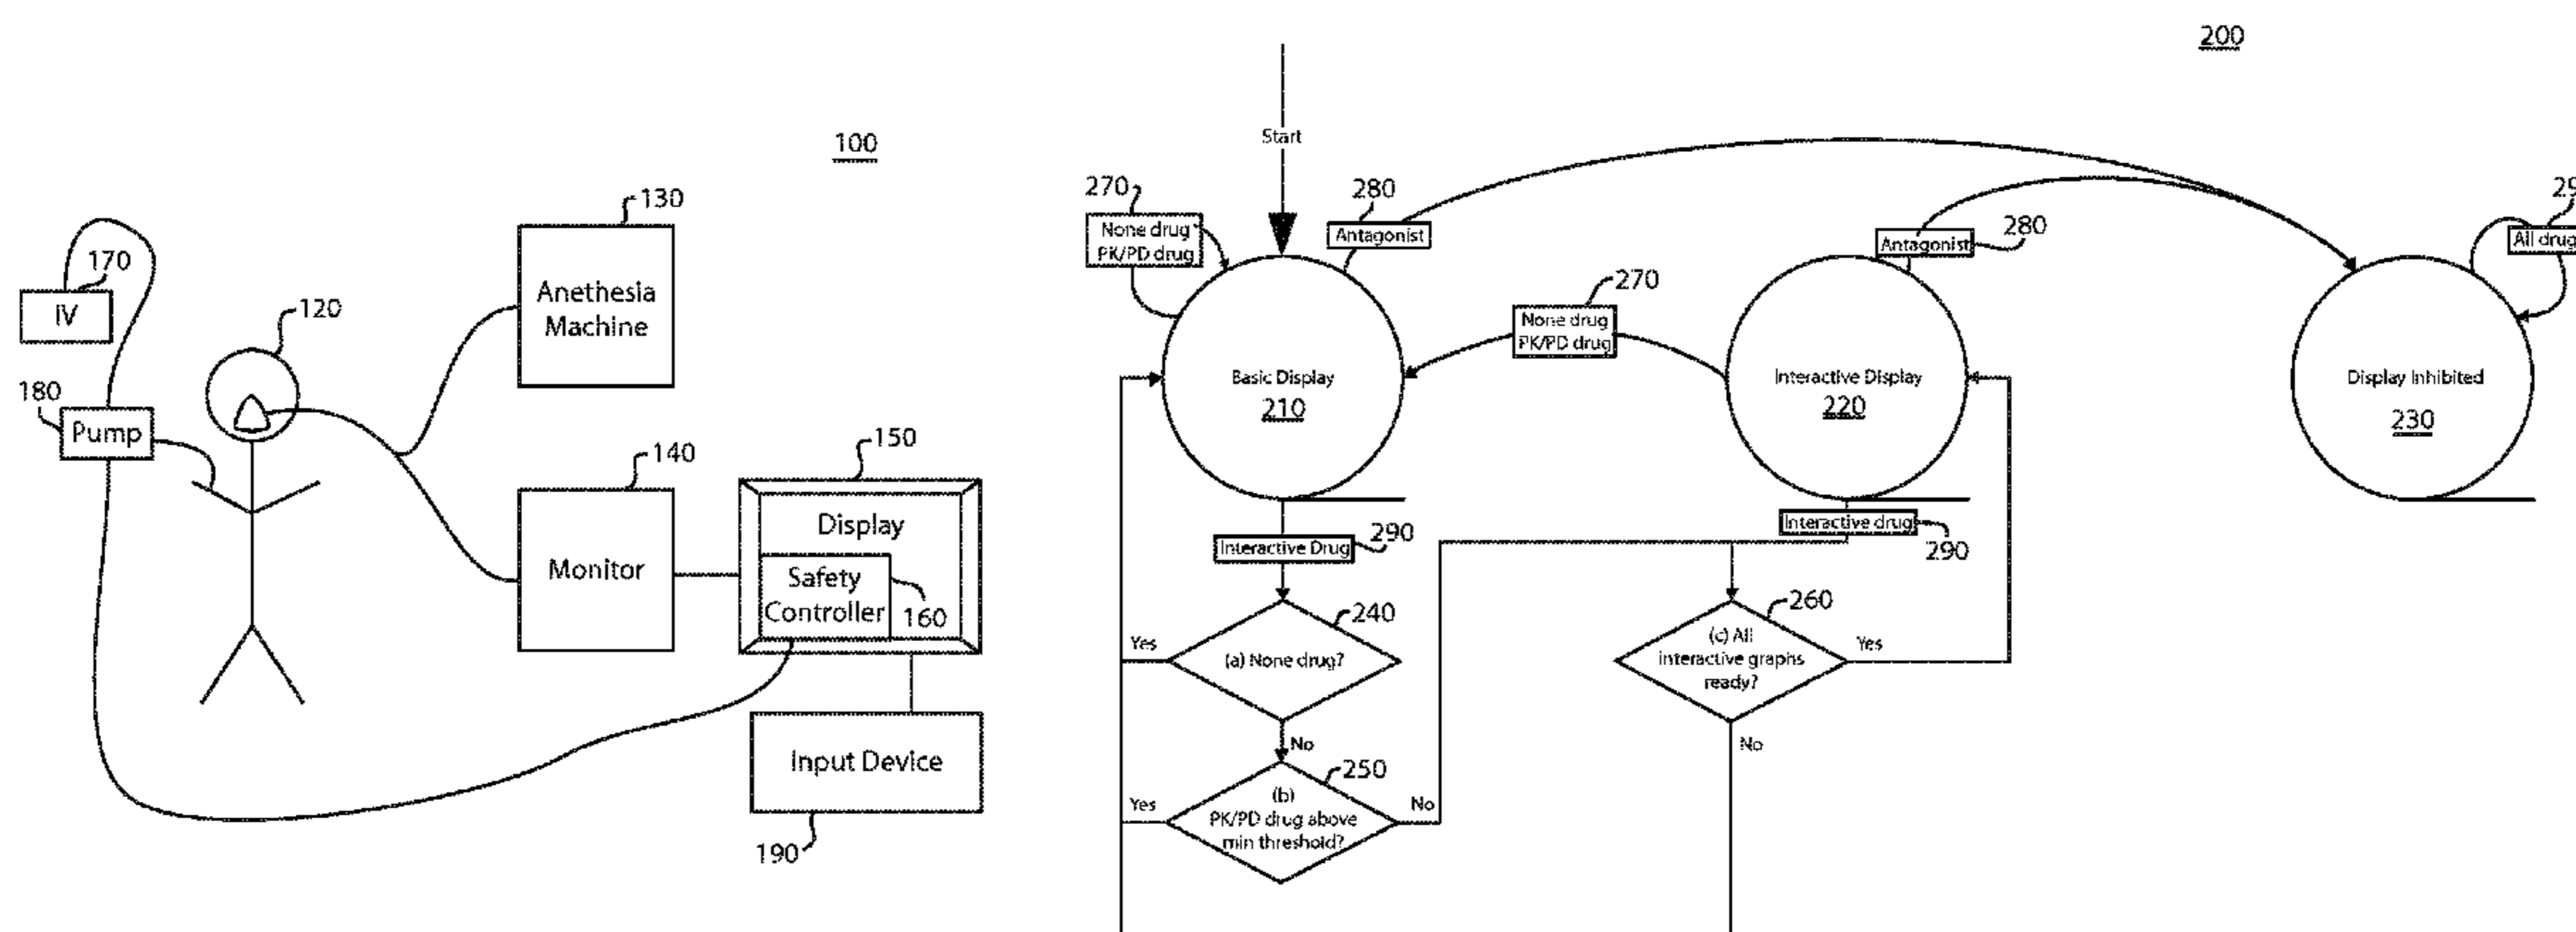 100
130
Anethesia
Machine
170
IV
120
180
Pump
140
Monitor
150
Display
Safety
Controller
160
Input Device
190
200
Start
270
None drug
PK/PD drug
280
Antagonist
Antagonist
280
All drug
270
None drug
PK/PD drug
Basic Display
210
Interactive Display
220
Display Inhibited
230
Interactive Drug
290
Interactive drug
290
240
(a) None drug?
Yes
No
250
(b)
PK/PD drug above
min threshold?
Yes
No
260
(c) All
interactive graphs
ready?
Yes
No